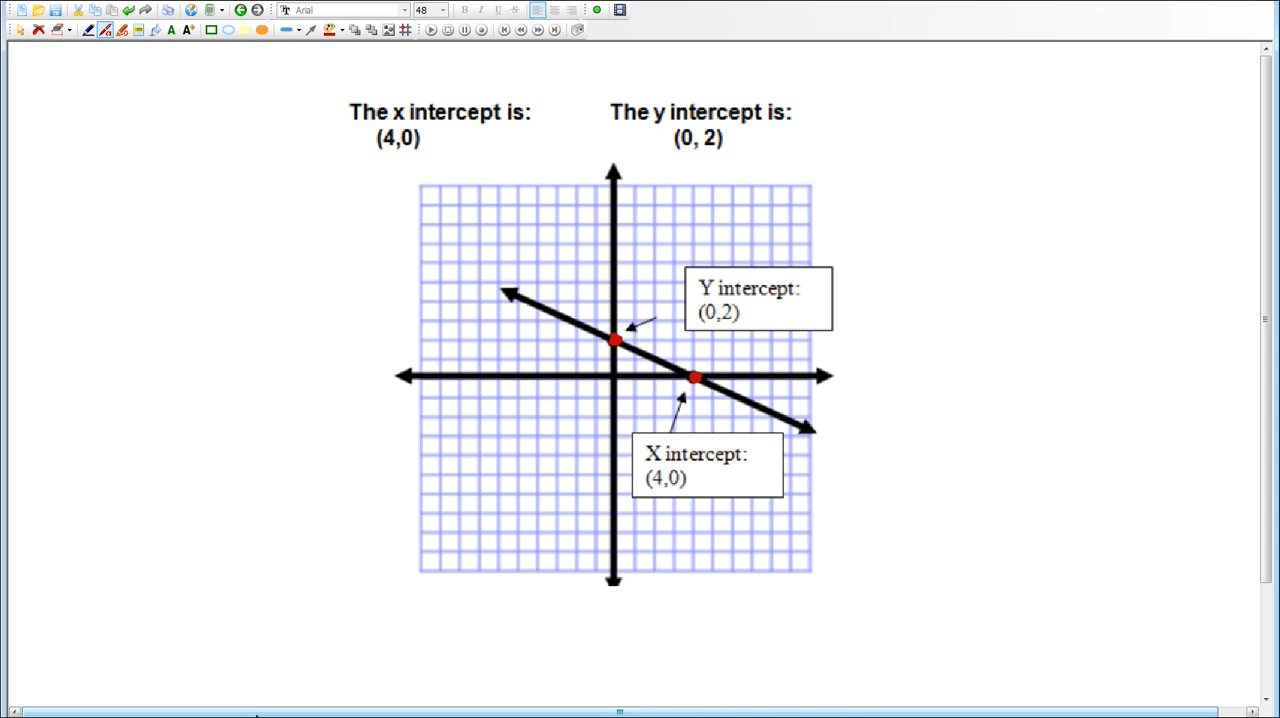 Arial
48
B I U S
A A
The x intercept is:
(4,0)
The y intercept is:
(0, 2)
Y intercept:
(0,2)
X intercept:
(4,0)